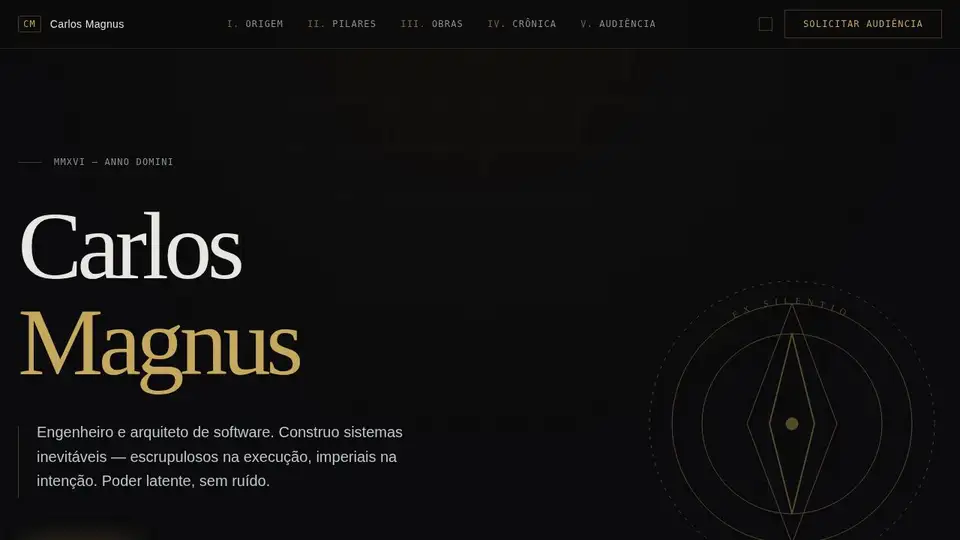 CM Carlos Magnus
I. ORIGEM II. PILARES III. OBRAS IV. CRÔNICA V. AUDIÊNCIA
SOLICITAR AUDIÊNCIA
MMXVI — ANNO DOMINI
Carlos
Magnus
EX SILENTIO
Engenheiro e arquiteto de software. Construo sistemas
inevitáveis — escrupulosos na execução, imperiais na
intenção. Poder latente, sem ruído.